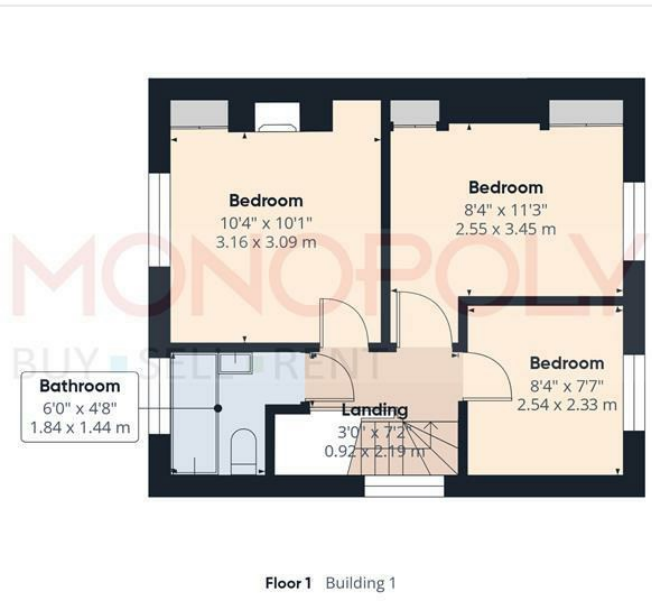 Bedroom
10'4" x 10'1"
3.16 x 3.09 m
Bedroom
8'4" x 11'3"
2.55 x 3.45 m
MONOPOLY
BUY SELL RENT
Bedroom
8'4" x 7'7"
2.54 x 2.33 m
Bathroom
6'0" x 4'8"
1.84 x 1.44 m
Landing
3'0" x 7'2"
0.92 x 2.19 m
Floor 1 Building 1